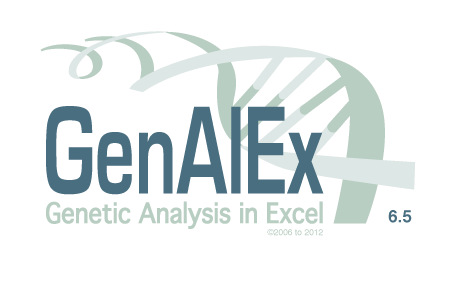 GenAlEx
Genetic Analysis in Excel
6.5
©2006 to 2012